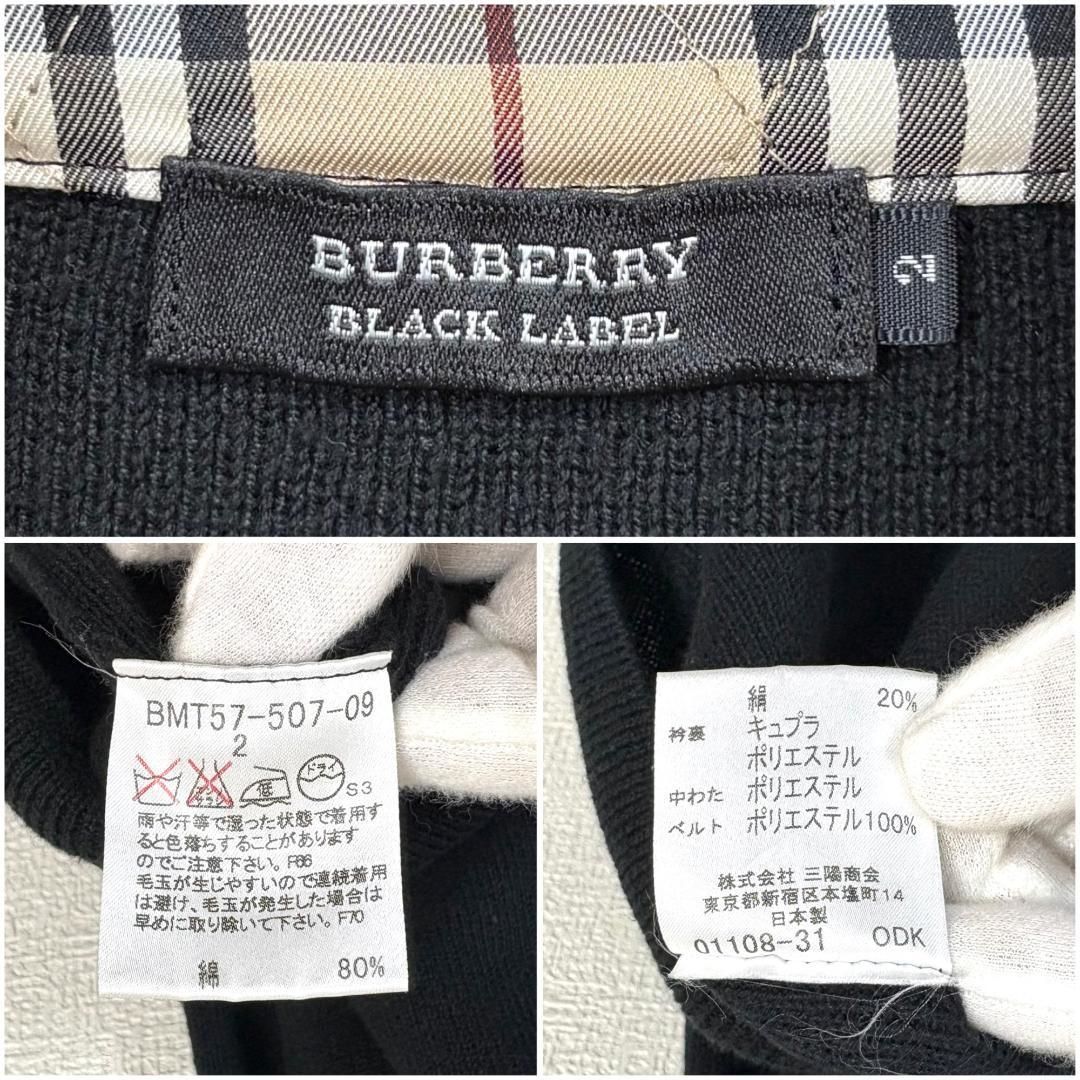 BURBERRY
BLACK LABEL
2
BMT57-507-09
2
低 ドライ S3
雨や汗等で湿った状態で着用す
ると色落ちすることがあります
のでご注意下さい。F66
毛玉が生じやすいので連続着用
は避け、毛玉が発生した場合は
早めに取り除いて下さい。F70
綿 80%
絹 20%
衿裏 キュプラ
ポリエステル
中わた ポリエステル
ベルト ポリエステル100%
株式会社 三陽商会
東京都新宿区本塩町14
日本製
01108-31 ODK